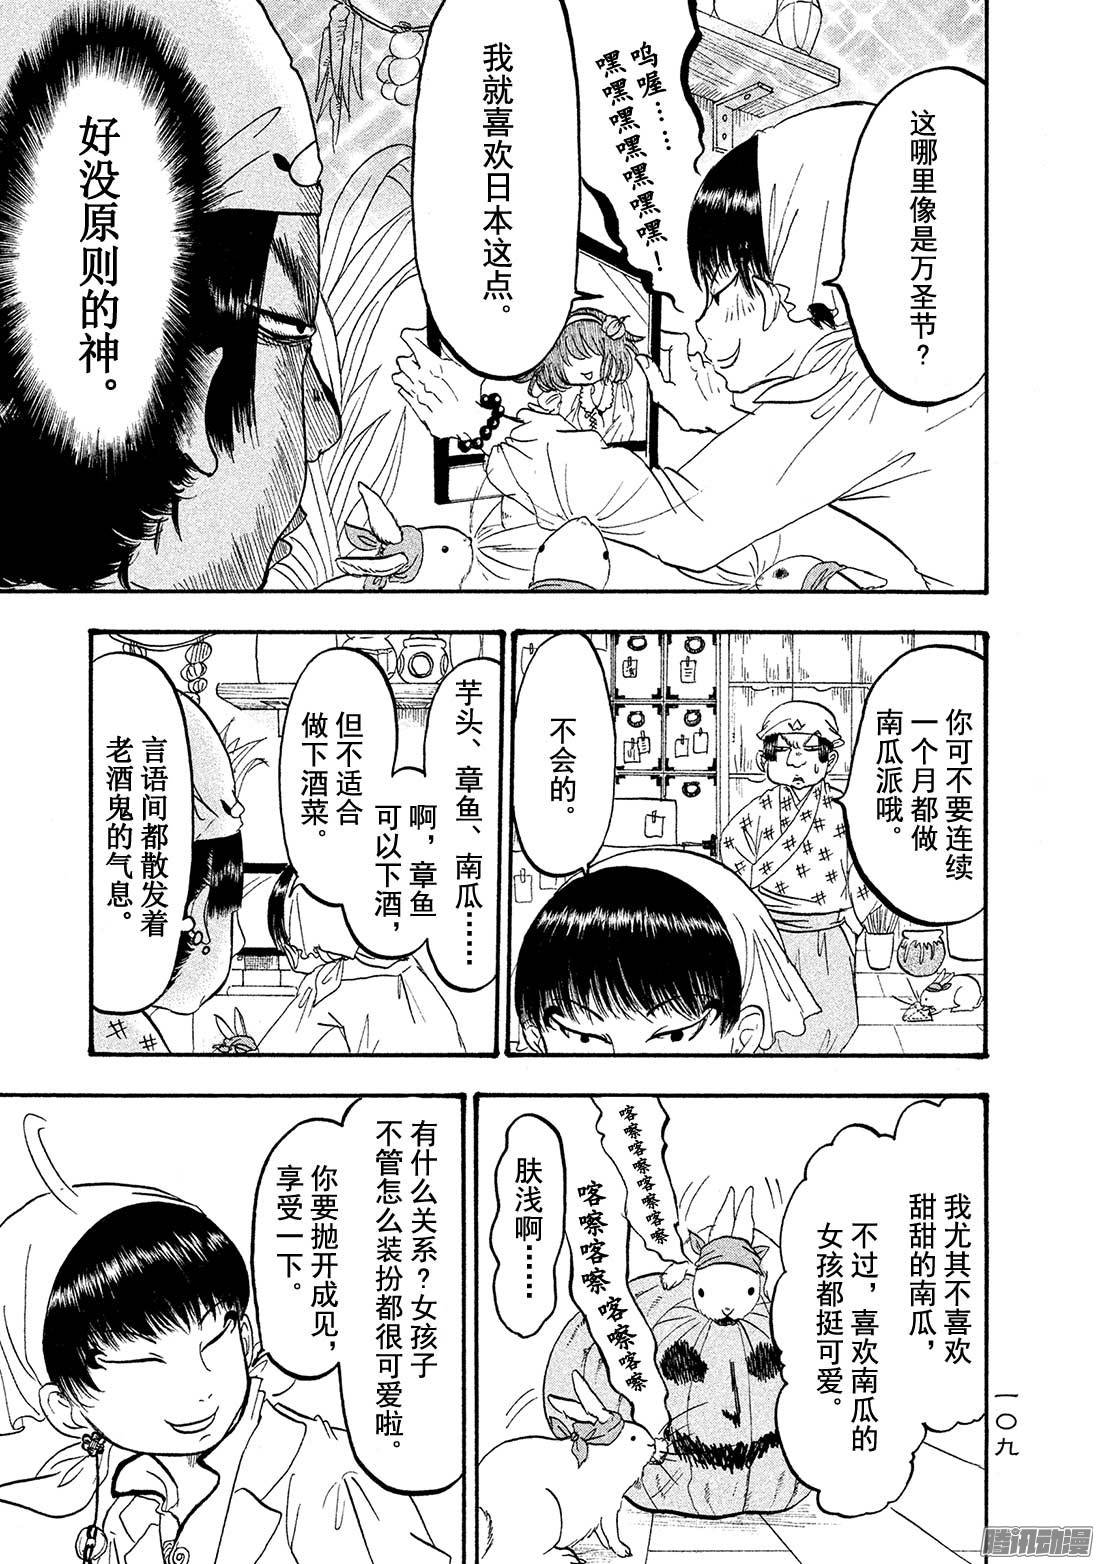 这哪里像是万圣节?
呜喔……
嘿嘿嘿嘿嘿嘿嘿!
我就喜欢日本这点。
好没原则的神。
你可不要连续
一个月都做
南瓜派哦。
不会的。
芋头、章鱼、南瓜……
啊,章鱼
可以下酒,
但不适合
做下酒菜。
言语间都散发着
老酒鬼的气息。
我尤其不喜欢
甜甜的南瓜,
不过,喜欢南瓜的
女孩都挺可爱。
喀嚓喀嚓喀嚓喀嚓
喀嚓喀嚓喀嚓喀嚓
肤浅啊……
有什么关系?女孩子
不管怎么装扮都很可爱啦。
你要抛开成见,
享受一下。
一〇九
腾讯动漫